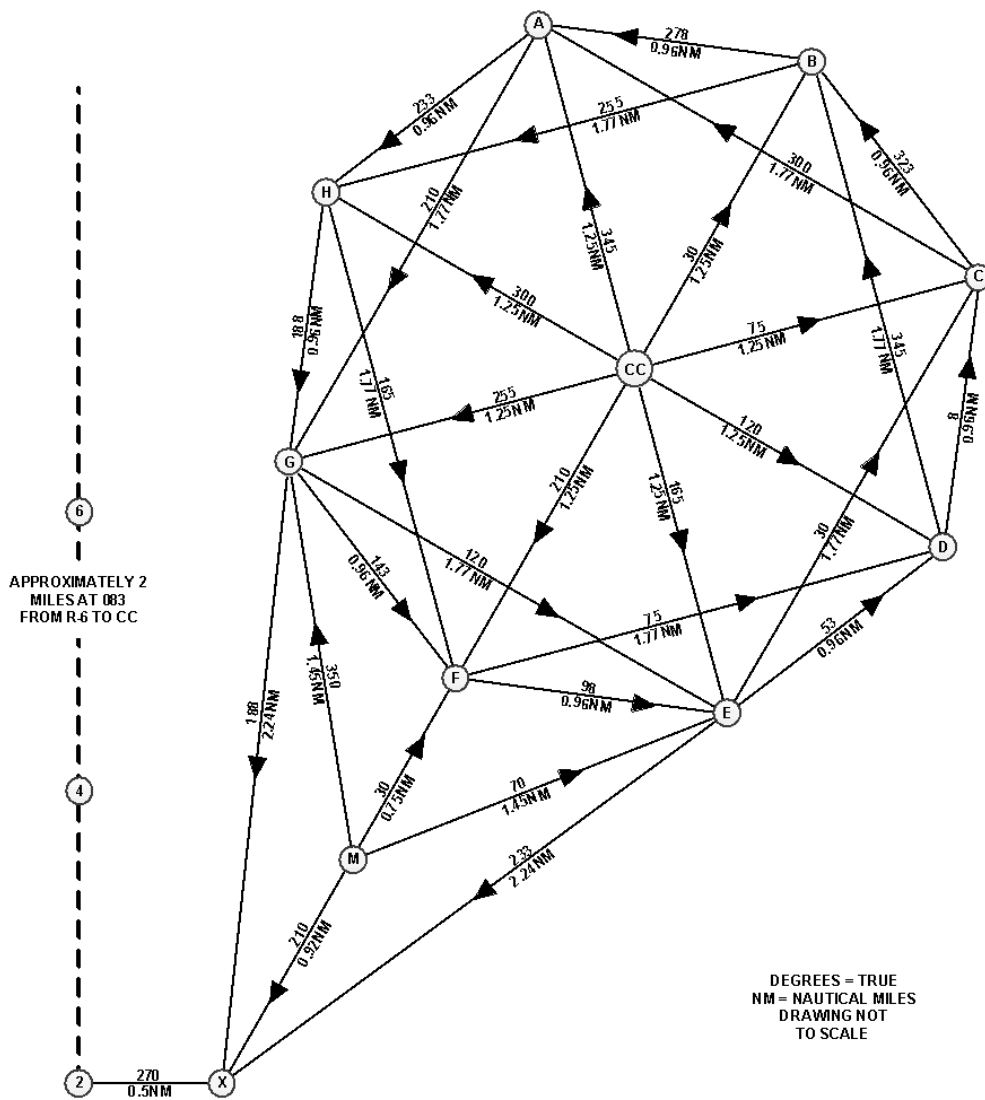 A
278
0.96NM
B
233
0.96NM
255
1.77NM
323
0.96NM
300
1.77NM
H
210
1.77NM
345
1.25NM
30
1.25NM
C
300
1.25NM
188
0.96NM
75
1.25NM
165
1.77NM
CC
345
1.77NM
255
1.25NM
120
1.25NM
8
0.96NM
G
210
1.25NM
165
1.25NM
6
30
1.77NM
D
143
0.96NM
120
1.77NM
APPROXIMATELY 2
MILES AT 083
FROM R-6 TO CC
75
1.77NM
53
0.96NM
350
1.45NM
F
98
0.96NM
E
188
2.24NM
4
30
0.75NM
70
1.45NM
M
233
2.24NM
210
0.92NM
DEGREES = TRUE
NM = NAUTICAL MILES
DRAWING NOT
TO SCALE
2
270
0.5NM
X